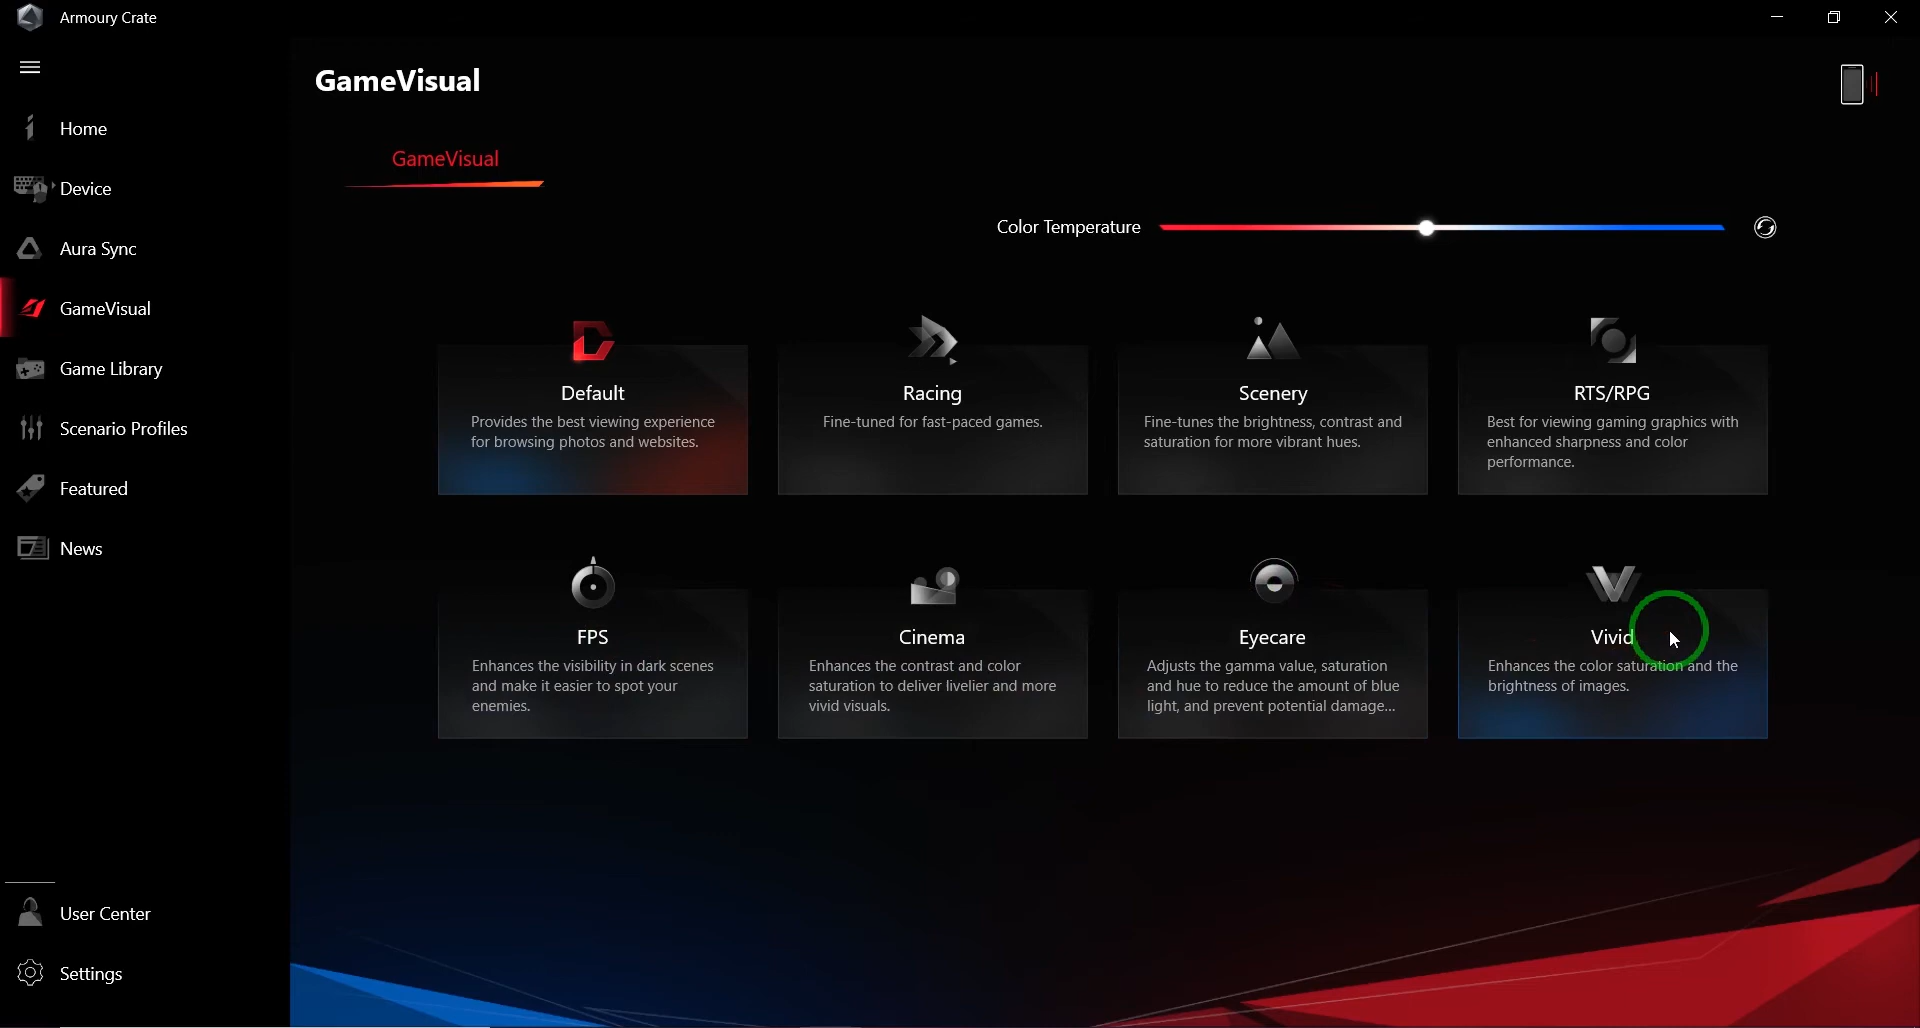 Armoury Crate
GameVisual
Home
Device
Aura Sync
GameVisual
Game Library
Scenario Profiles
Featured
News
User Center
Settings
GameVisual
Color Temperature
Default
Provides the best viewing experience
for browsing photos and websites.
Racing
Fine-tuned for fast-paced games.
Scenery
Fine-tunes the brightness, contrast and
saturation for more vibrant hues.
RTS/RPG
Best for viewing gaming graphics with
enhanced sharpness and color
performance.
FPS
Enhances the visibility in dark scenes
and make it easier to spot your
enemies.
Cinema
Enhances the contrast and color
saturation to deliver livelier and more
vivid visuals.
Eyecare
Adjusts the gamma value, saturation
and hue to reduce the amount of blue
light, and prevent potential damage...
Vivid
Enhances the color saturation and the
brightness of images.